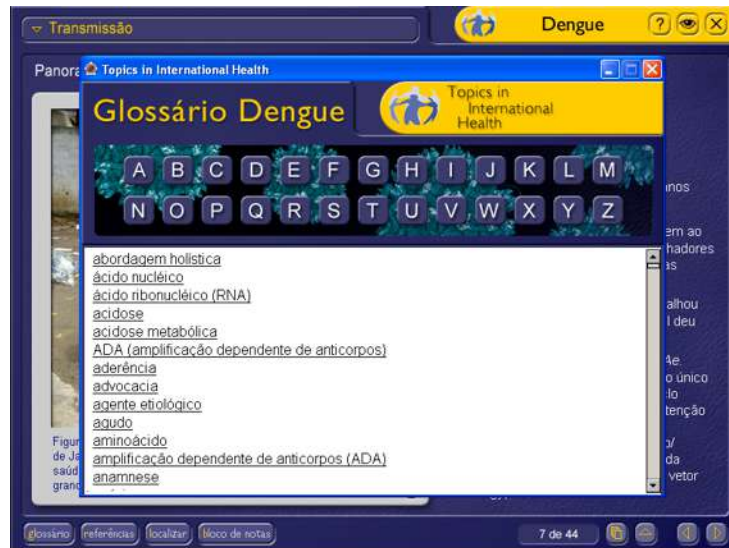 Transmissão
Dengue
?
Panora
Topics in International Health
Glossário Dengue
Topics in
International
Health
A B C D E F G H I J K L M
N O P Q R S T U V W X Y Z
abordagem holística
ácido nucléico
ácido ribonucléico (RNA)
acidose
acidose metabólica
ADA (amplificação dependente de anticorpos)
aderência
advocacia
agente etiológico
agudo
aminoácido
amplificação dependente de anticorpos (ADA)
anamnese
anos
em ao
hadores
as
alhou
l deu
Ae.
o único
tenção
da
vetor
Figur
de Ja
saúd
grand
glossário referências localizar bloco de notas
7 de 44